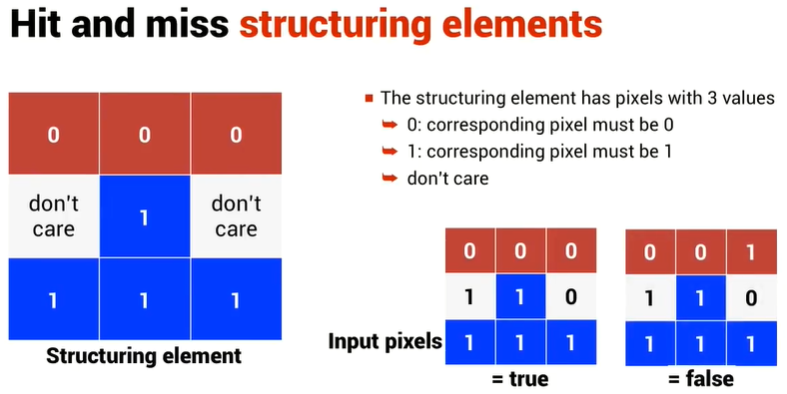 Hit and miss structuring elements
0 0 0
don't care 1 don't care
1 1 1
Structuring element
The structuring element has pixels with 3 values
0: corresponding pixel must be 0
1: corresponding pixel must be 1
don't care
0 0 0
1 1 0
Input pixels 1 1 1
= true
0 0 1
1 1 0
1 1 1
= false